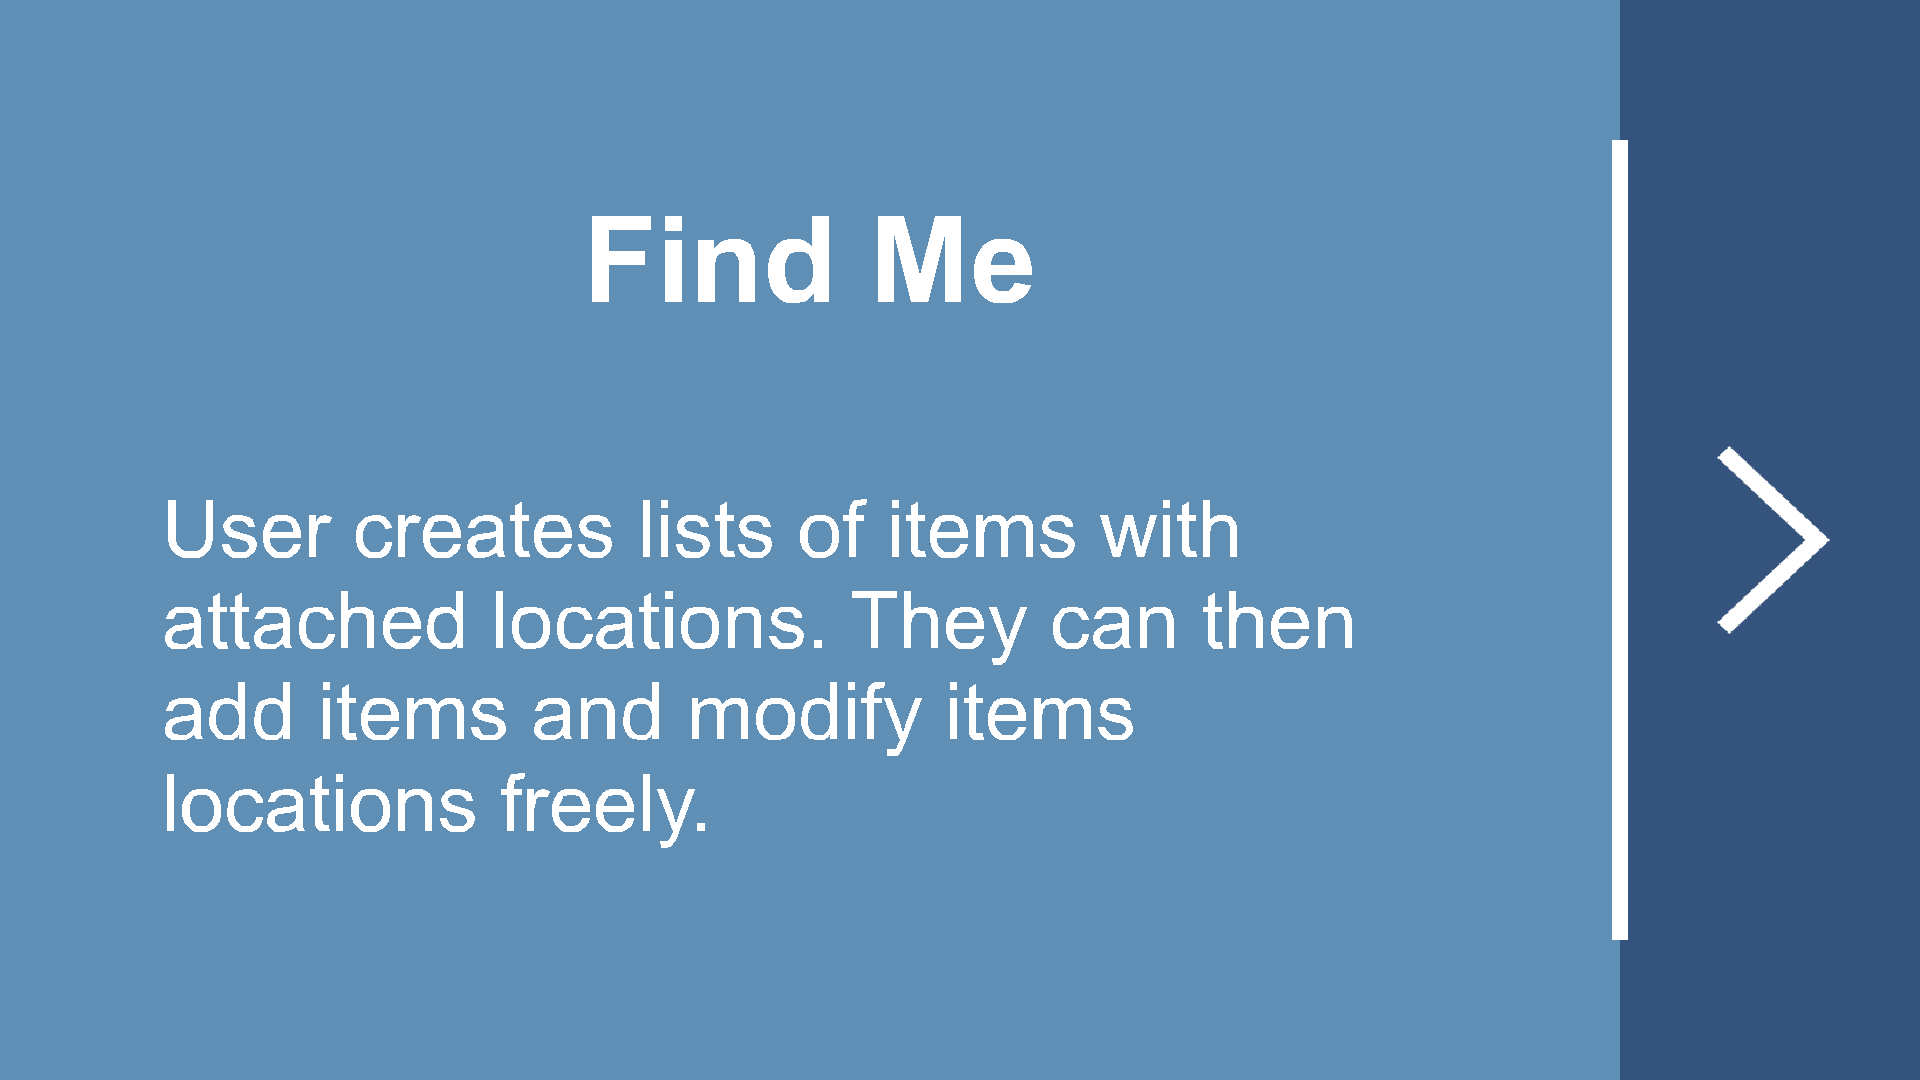 Find Me
User creates lists of items with
attached locations. They can then
add items and modify items
locations freely.